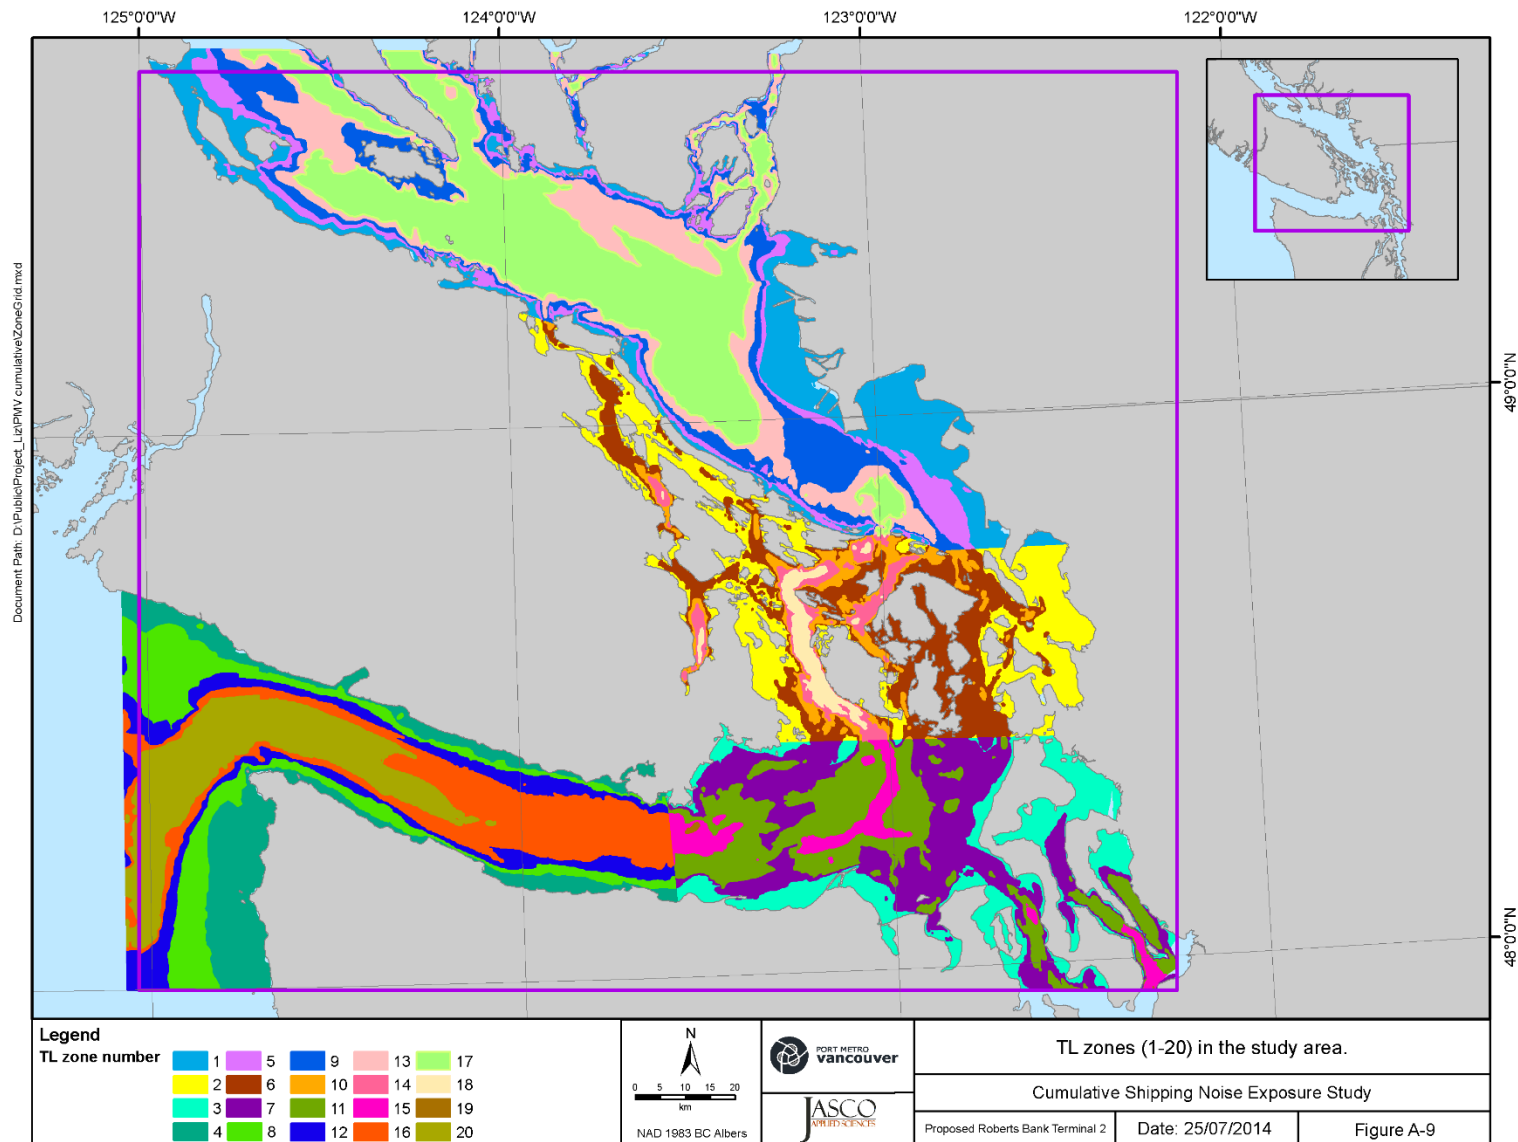 125°0'0"W 124°0'0"W 123°0'0"W 122°0'0"W
49°0'0"N
48°0'0"N
Document Path: D:\Public\Project_Liz\PMV cumulative\ZoneGrid.mxd
Legend
TL zone number
1 5 9 13 17
2 6 10 14 18
3 7 11 15 19
4 8 12 16 20
N
0 5 10 15 20
km
NAD 1983 BC Albers
PORT METRO
vancouver
JASCO
APPLIED SCIENCES
TL zones (1-20) in the study area.
Cumulative Shipping Noise Exposure Study
Proposed Roberts Bank Terminal 2
Date: 25/07/2014
Figure A-9